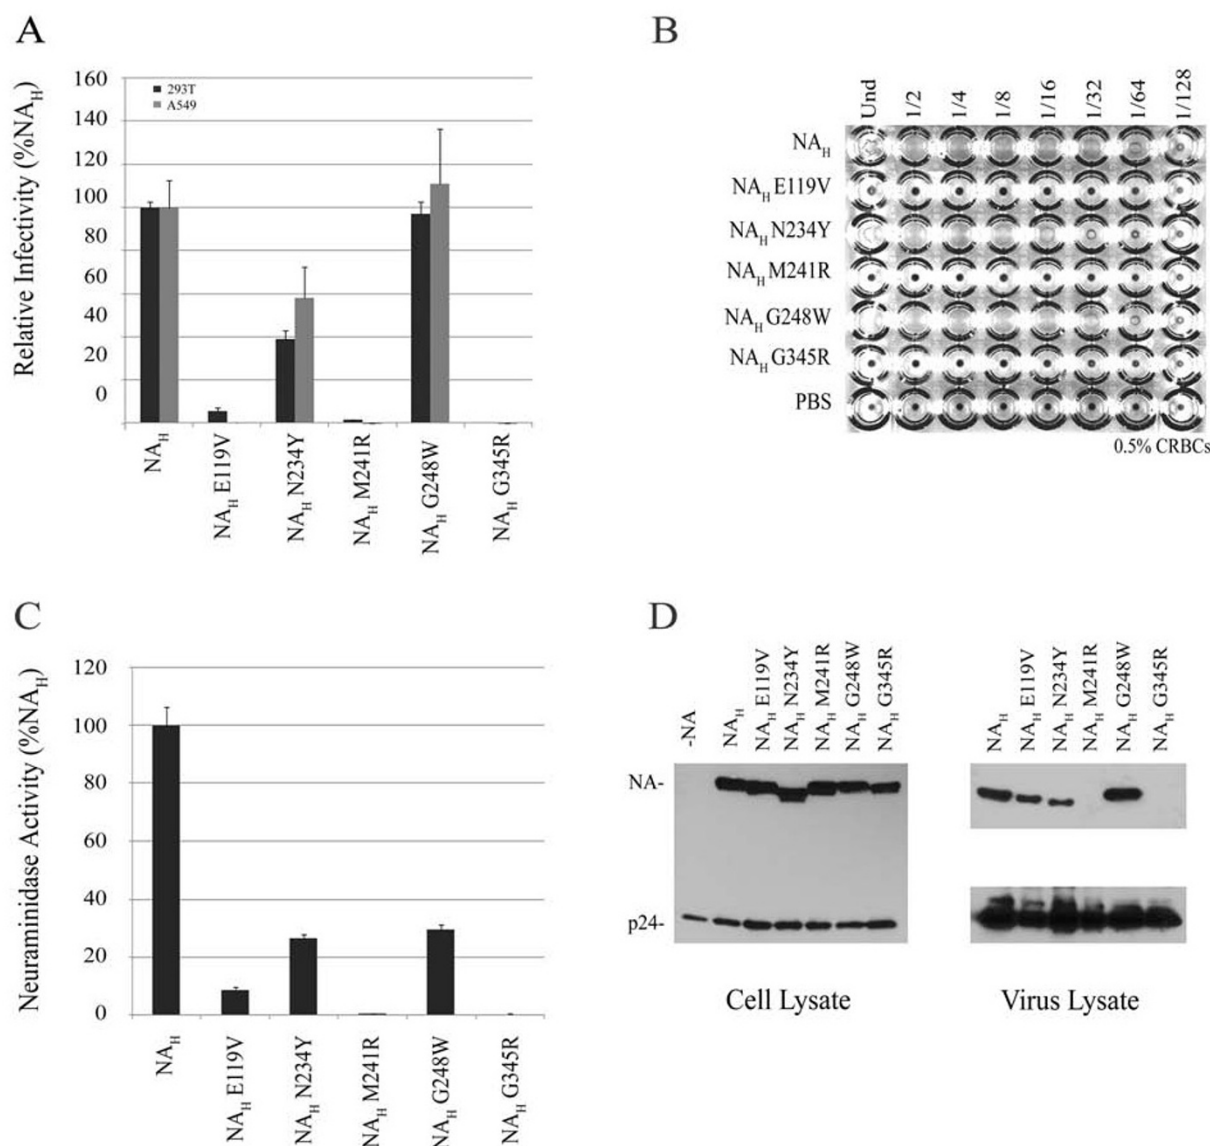 A
Relative Infectivity (%NAH)
160
140
120
100
80
60
40
20
0
293T
A549
NAH
NAH E119V
NAH N234Y
NAH M241R
NAH G248W
NAH G345R
B
Und
1/2
1/4
1/8
1/16
1/32
1/64
1/128
NAH
NAH E119V
NAH N234Y
NAH M241R
NAH G248W
NAH G345R
PBS
0.5% CRBCs
C
Neuraminidase Activity (%NAH)
120
100
80
60
40
20
0
NAH
NAH E119V
NAH N234Y
NAH M241R
NAH G248W
NAH G345R
D
-NA
NAH
NAH E119V
NAH N234Y
NAH M241R
NAH G248W
NAH G345R
NA-
p24-
Cell Lysate
NAH
NAH E119V
NAH N234Y
NAH M241R
NAH G248W
NAH G345R
Virus Lysate